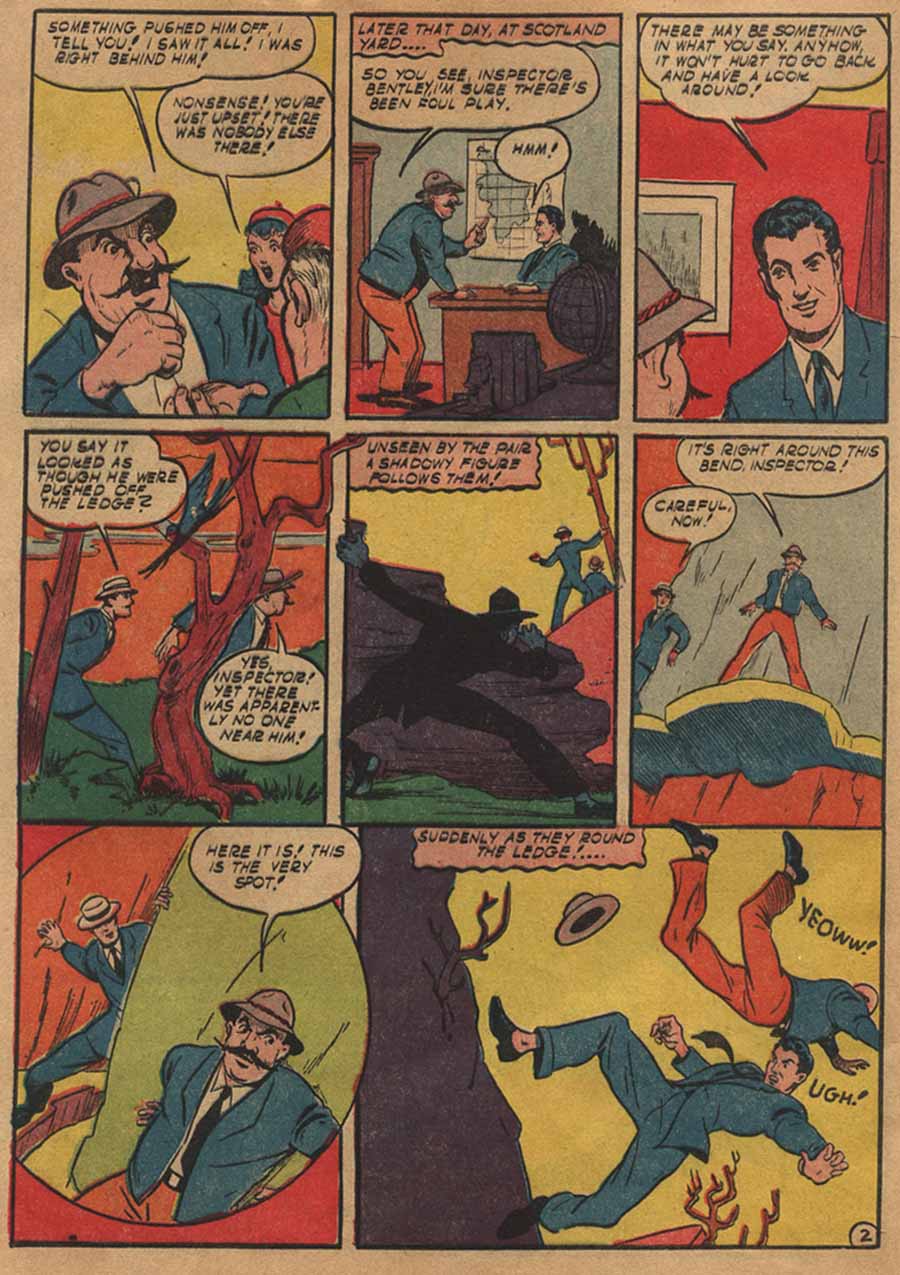 SOMETHING PUSHED HIM OFF, I
TELL YOU! I SAW IT ALL! I WAS
RIGHT BEHIND HIM!
NONSENSE! YOU'RE
JUST UPSET! THERE
WAS NOBODY ELSE
THERE!
LATER THAT DAY, AT SCOTLAND
YARD....
SO YOU SEE, INSPECTOR
BENTLEY, I'M SURE THERE'S
BEEN FOUL PLAY.
HMM!
THERE MAY BE SOMETHING
IN WHAT YOU SAY. ANYHOW,
IT WON'T HURT TO GO BACK
AND HAVE A LOOK
AROUND!
YOU SAY IT
LOOKED AS
THOUGH HE WERE
PUSHED OFF
THE LEDGE?
YES,
INSPECTOR!
YET THERE
WAS APPARENT-
LY NO ONE
NEAR HIM!
UNSEEN BY THE PAIR
A SHADOWY FIGURE
FOLLOWS THEM!
IT'S RIGHT AROUND THIS
BEND, INSPECTOR!
CAREFUL,
NOW!
HERE IT IS! THIS
IS THE VERY
SPOT!
SUDDENLY AS THEY ROUND
THE LEDGE!....
YEOWW!
UGH!
2